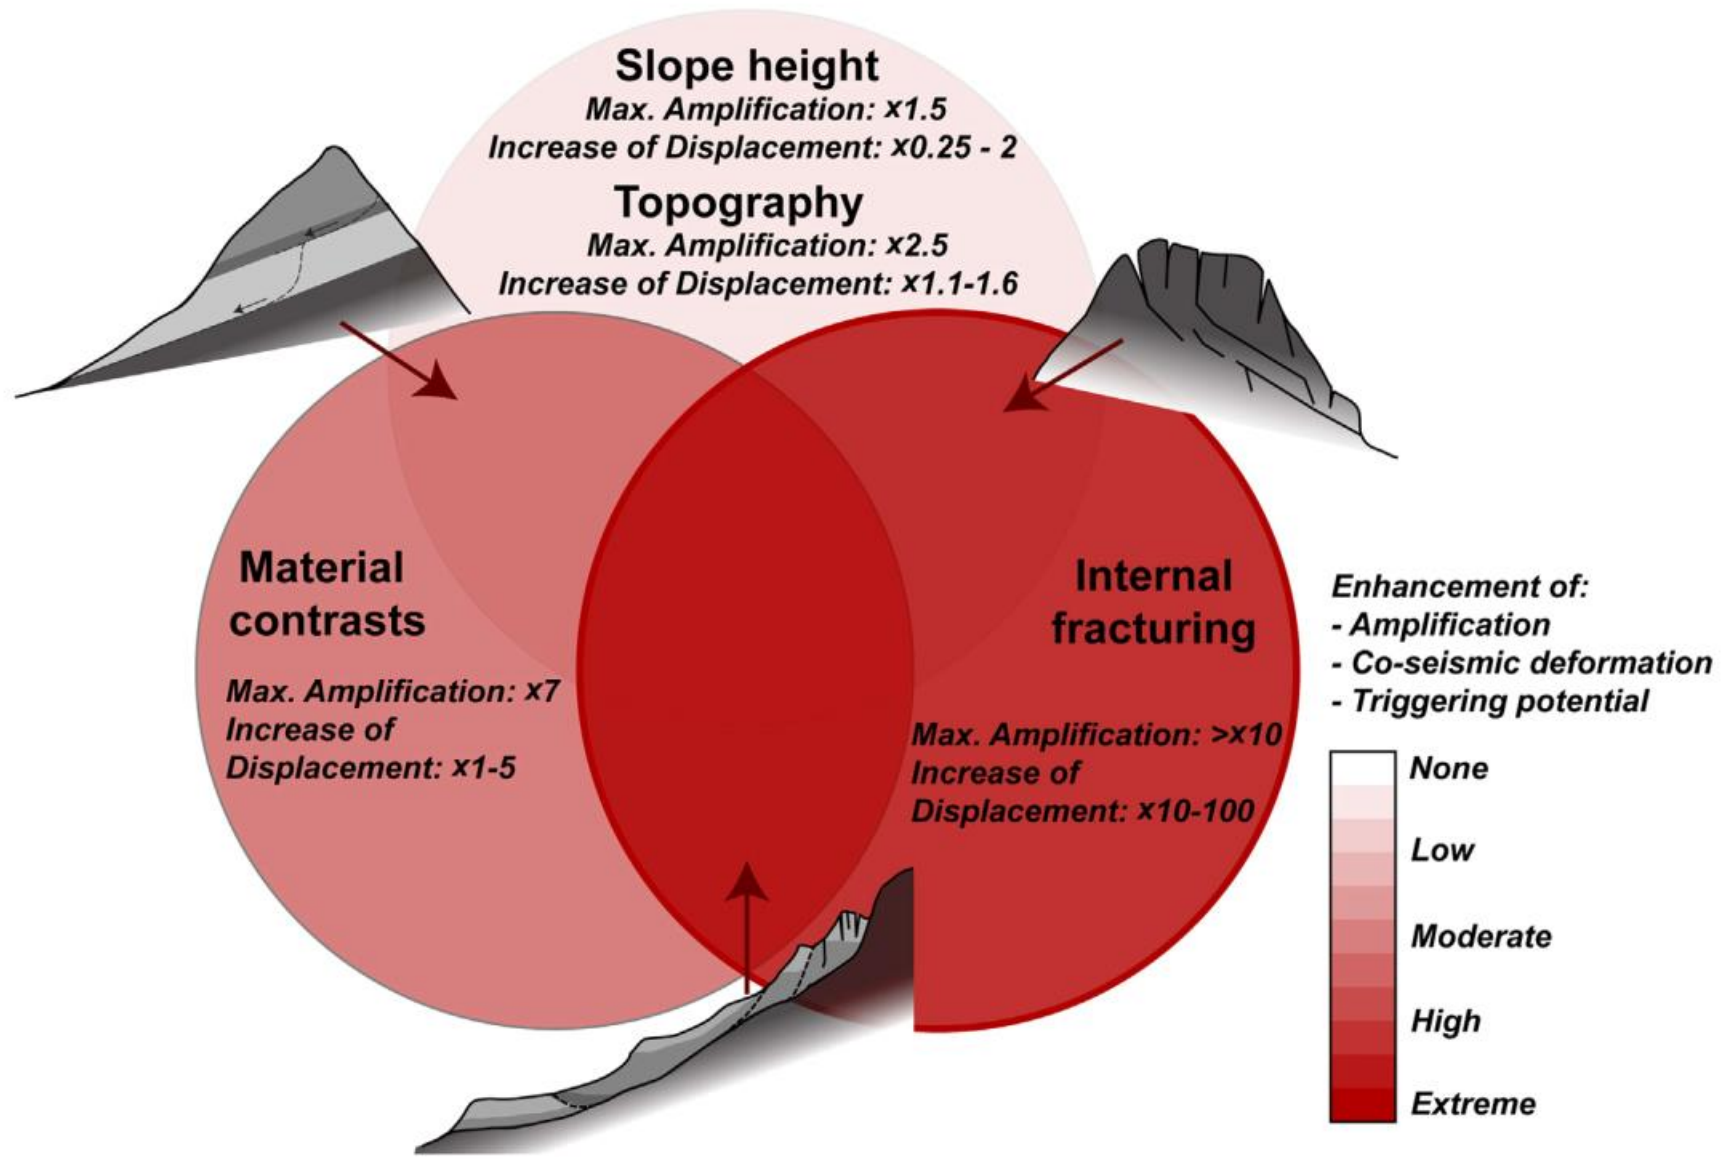 Slope height
Max. Amplification: x1.5
Increase of Displacement: x0.25 - 2
Topography
Max. Amplification: x2.5
Increase of Displacement: x1.1-1.6
Material
contrasts
Max. Amplification: x7
Increase of
Displacement: x1-5
Internal
fracturing
Max. Amplification: >x10
Increase of
Displacement: x10-100
Enhancement of:
- Amplification
- Co-seismic deformation
- Triggering potential
None
Low
Moderate
High
Extreme